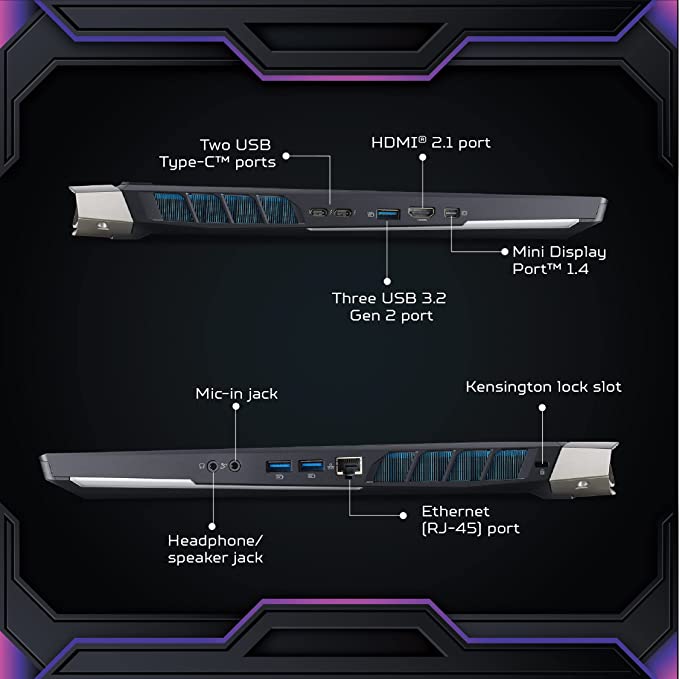 Two USB
Type-C™ ports
HDMI® 2.1 port
Mini Display
Port™ 1.4
Three USB 3.2
Gen 2 port
Mic-in jack
Kensington lock slot
Headphone/
speaker jack
Ethernet
(RJ-45) port